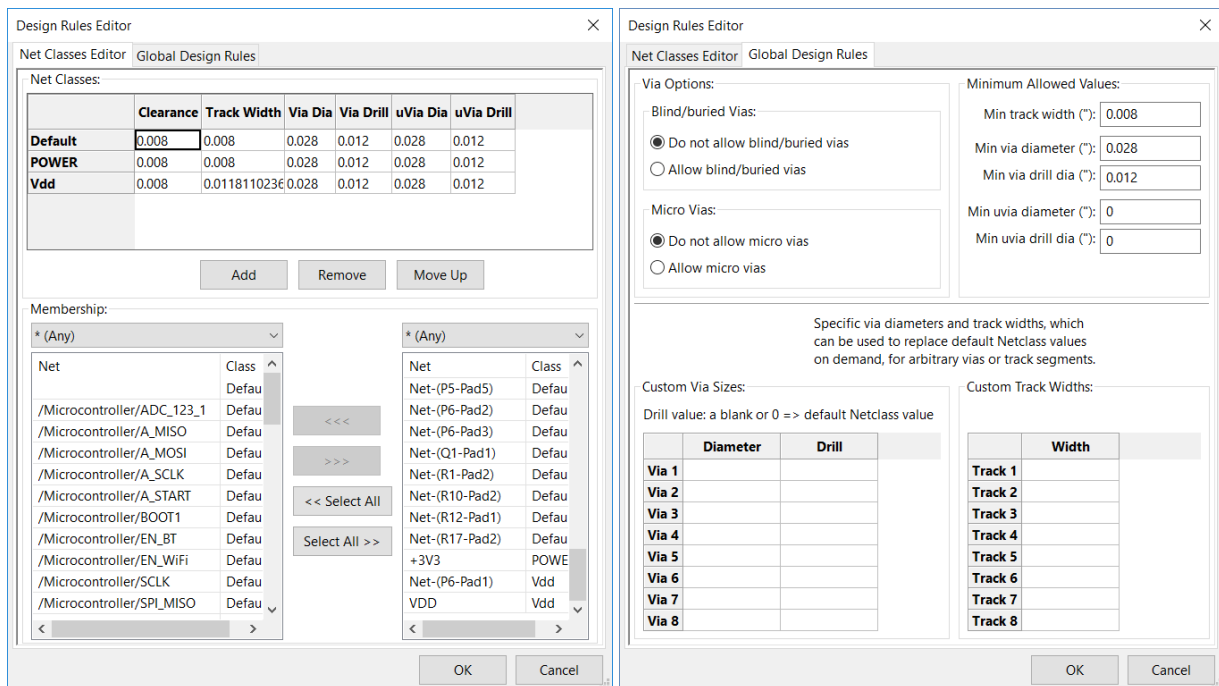 Design Rules Editor
Net Classes Editor Global Design Rules
Net Classes:
Clearance Track Width Via Dia Via Drill uVia Dia uVia Drill
Default 0.008 0.008 0.028 0.012 0.028 0.012
POWER 0.008 0.008 0.028 0.012 0.028 0.012
Vdd 0.008 0.0118110236 0.028 0.012 0.028 0.012
Add Remove Move Up
Membership:
* (Any)
Net Class
Defau
/Microcontroller/ADC_123_1 Defau
/Microcontroller/A_MISO Defau
/Microcontroller/A_MOSI Defau
/Microcontroller/A_SCLK Defau
/Microcontroller/A_START Defau
/Microcontroller/BOOT1 Defau
/Microcontroller/EN_BT Defau
/Microcontroller/EN_WiFi Defau
/Microcontroller/SCLK Defau
/Microcontroller/SPI_MISO Defau
<<<
>>>
<< Select All
Select All >>
* (Any)
Net Class
Net-(P5-Pad5) Defau
Net-(P6-Pad2) Defau
Net-(P6-Pad3) Defau
Net-(Q1-Pad1) Defau
Net-(R1-Pad2) Defau
Net-(R10-Pad2) Defau
Net-(R12-Pad1) Defau
Net-(R17-Pad2) Defau
+3V3 POWE
Net-(P6-Pad1) Vdd
VDD Vdd
OK Cancel
Design Rules Editor
Net Classes Editor Global Design Rules
Via Options:
Blind/buried Vias:
Do not allow blind/buried vias
Allow blind/buried vias
Micro Vias:
Do not allow micro vias
Allow micro vias
Minimum Allowed Values:
Min track width ("): 0.008
Min via diameter ("): 0.028
Min via drill dia ("): 0.012
Min uvia diameter ("): 0
Min uvia drill dia ("): 0
Specific via diameters and track widths, which
can be used to replace default Netclass values
on demand, for arbitrary vias or track segments.
Custom Via Sizes:
Drill value: a blank or 0 => default Netclass value
Diameter Drill
Via 1
Via 2
Via 3
Via 4
Via 5
Via 6
Via 7
Via 8
Custom Track Widths:
Width
Track 1
Track 2
Track 3
Track 4
Track 5
Track 6
Track 7
Track 8
OK Cancel